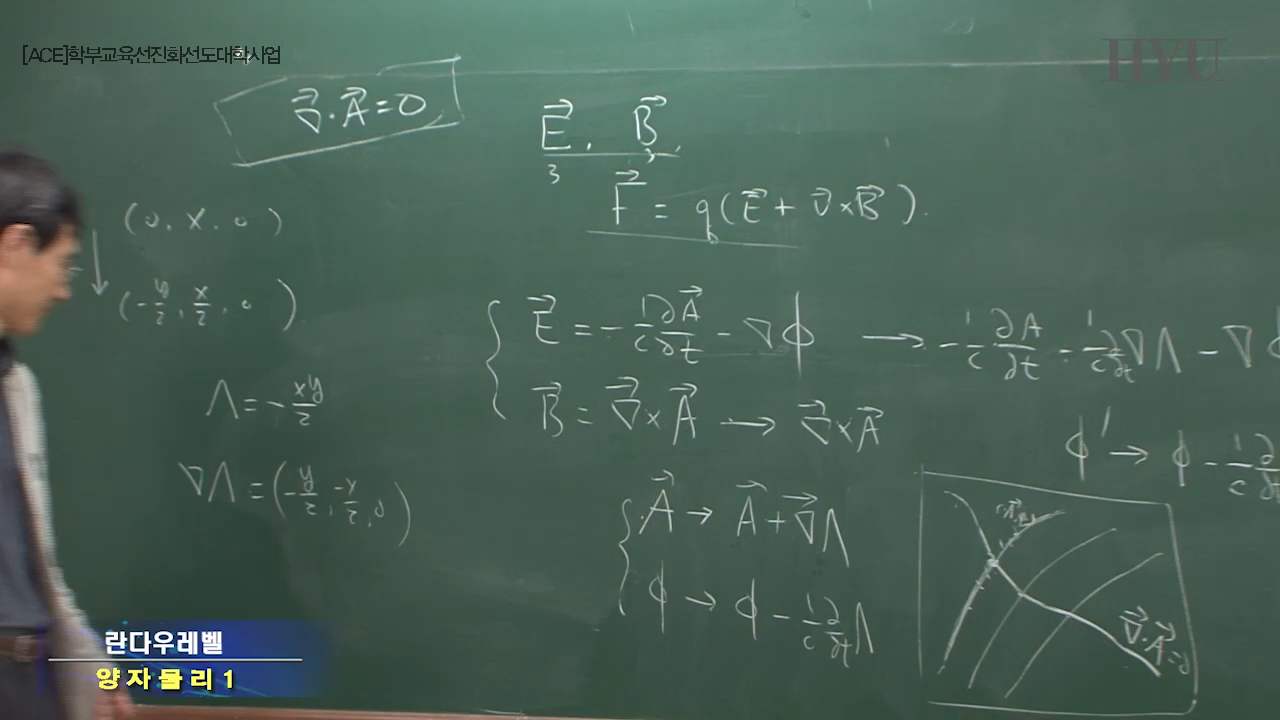 [ACE]학부교육선진화선도대학사업
HYU
∇⃗·A⃗=0
E⃗. B⃗.
3
F⃗ = q(E⃗ + v⃗×B⃗).
(0, x, 0)
↓
(-y/2, x/2, 0)
Λ=-xy/2
∇Λ=(-y/2, -x/2, 0)
E⃗ = -1/c ∂A⃗/∂t - ∇ϕ → -1/c ∂A/∂t - 1/c ∂/∂t ∇Λ - ∇ϕ
B⃗ = ∇⃗×A⃗ → ∇⃗×A⃗
ϕ' → ϕ - 1/c ∂/∂t
A⃗ → A⃗+∇⃗Λ
ϕ → ϕ - 1/c ∂/∂t Λ
∇⃗·A⃗=0
란다우레벨
양자물리1